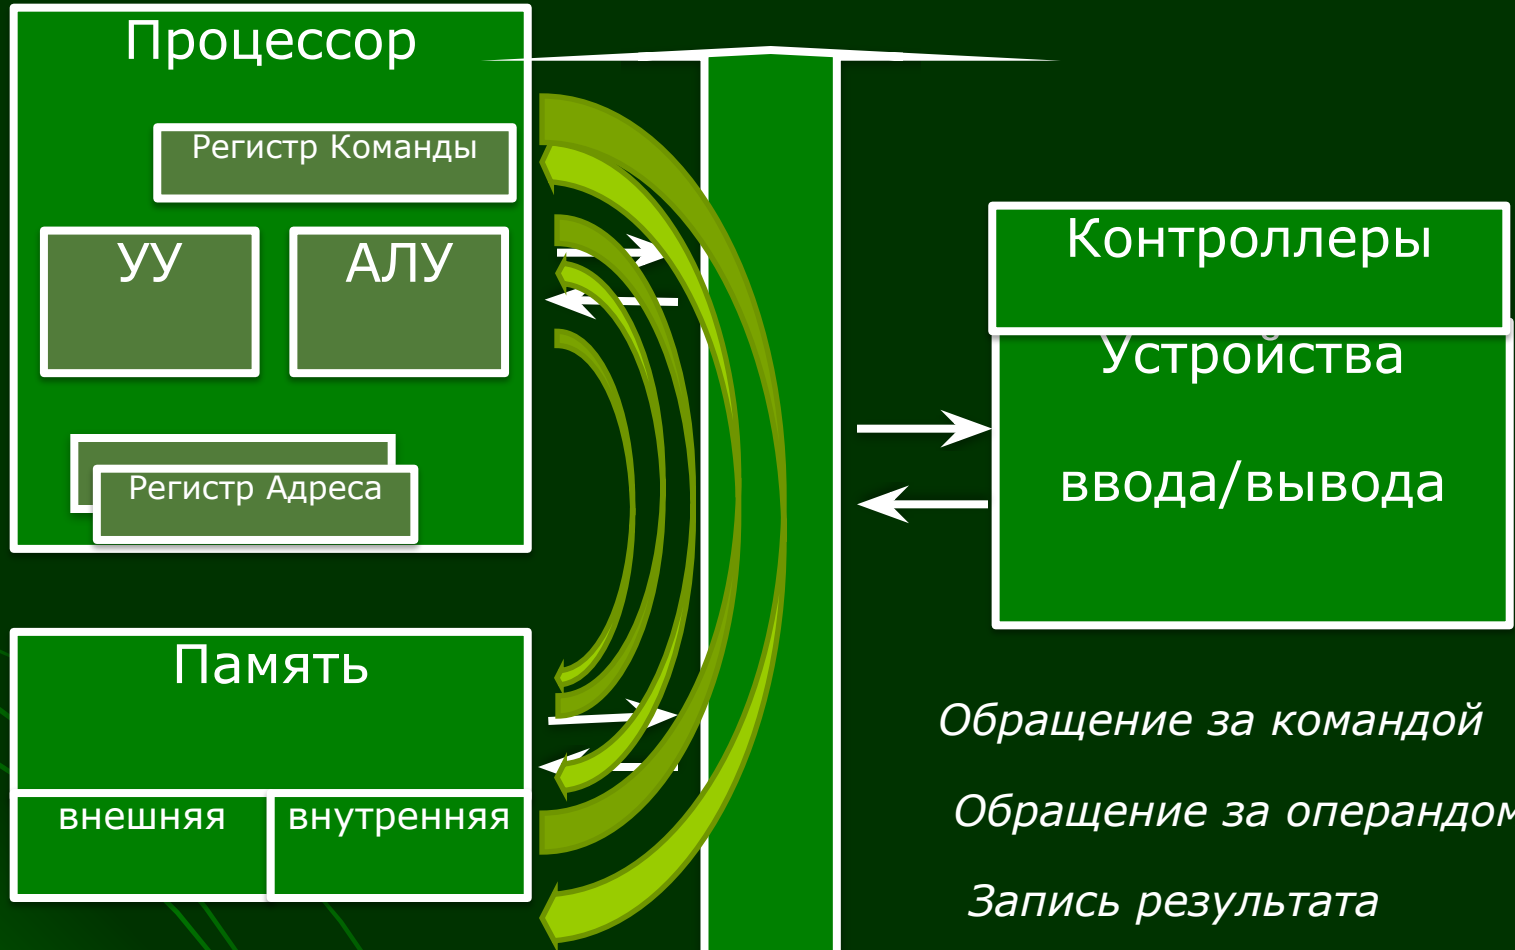 Процессор
Регистр Команды
УУ
АЛУ
Регистр Адреса
Память
внешняя
внутренняя
Контроллеры
Устройства
ввода/вывода
Обращение за командой
Обращение за операндом
Запись результата